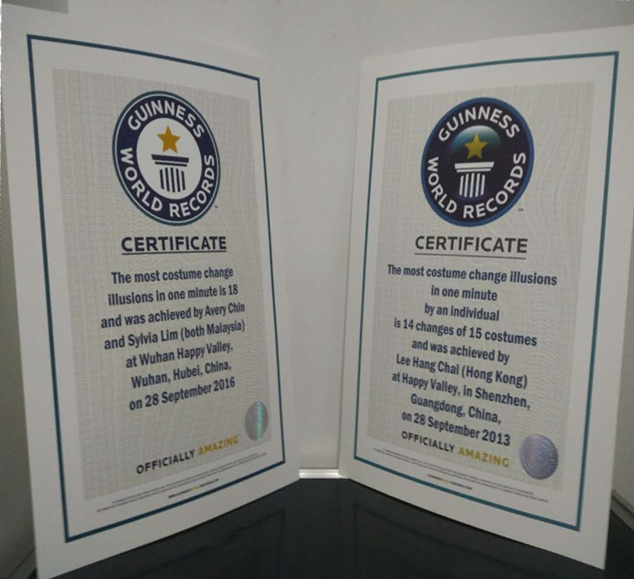 GUINNESS
WORLD RECORDS
CERTIFICATE
The most costume change
illusions in one minute is 18
and was achieved by Avery Chin
and Sylvia Lim (both Malaysia)
at Wuhan Happy Valley,
Wuhan, Hubei, China,
on 28 September 2016
OFFICIALLY AMAZING
GUINNESS
WORLD RECORDS
CERTIFICATE
The most costume change illusions
in one minute
by an individual
is 14 changes of 15 costumes
and was achieved by
Lee Hang Chai (Hong Kong)
at Happy Valley, in Shenzhen,
Guangdong, China,
on 28 September 2013
OFFICIALLY AMAZING